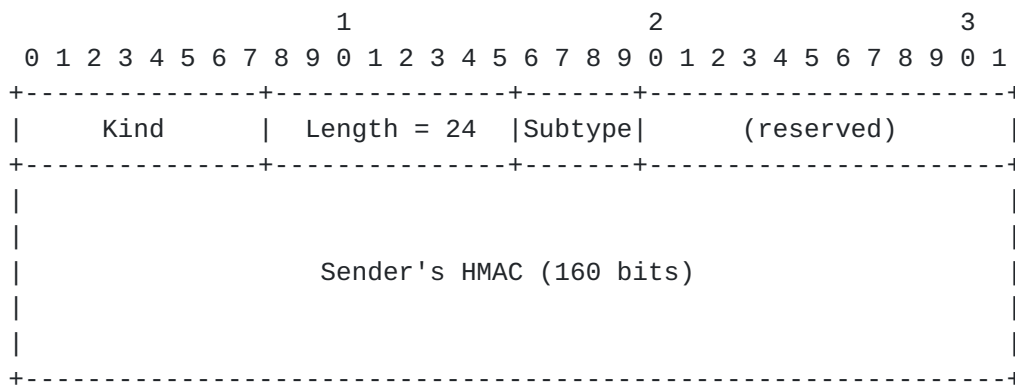 1 2 3
0 1 2 3 4 5 6 7 8 9 0 1 2 3 4 5 6 7 8 9 0 1 2 3 4 5 6 7 8 9 0 1
+---------------+---------------+-------+-----------------------+
| Kind | Length = 24 |Subtype| (reserved) |
+---------------+---------------+-------+-----------------------+
| |
| |
| Sender's HMAC (160 bits) |
| |
| |
+---------------------------------------------------------------+